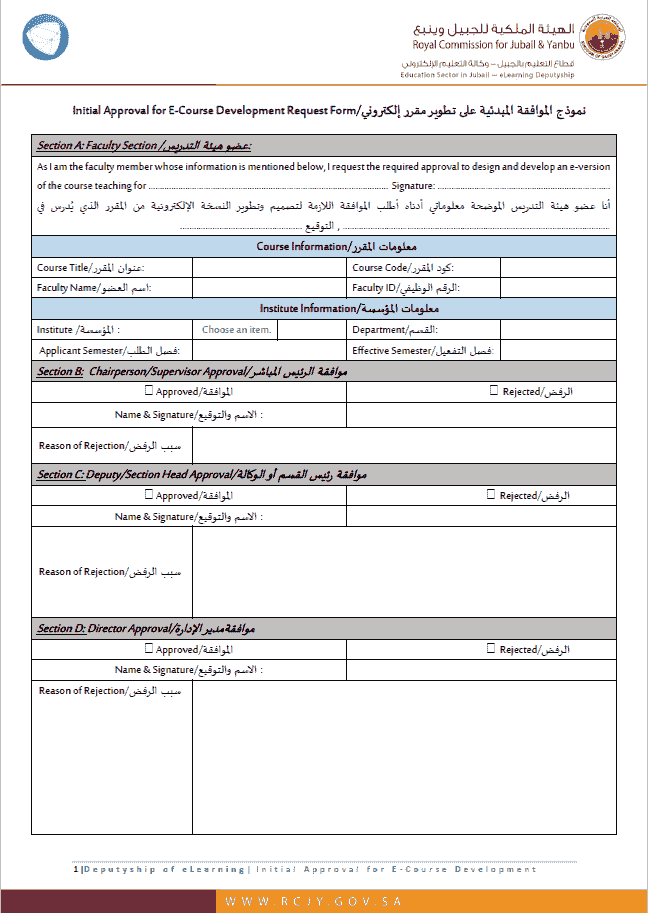 الهيئة الملكية للجبيل وينبع
Royal Commission for Jubail & Yanbu
قطاع التعليم بالجبيل – وكالة التعليم الإلكتروني
Education Sector in Jubail – eLearning Deputyship
Initial Approval for E-Course Development Request Form/نموذج الموافقة المبدئية على تطوير مقرر إلكتروني
Section A: Faculty Section /عضو هيئة التدريس:
As I am the faculty member whose information is mentioned below, I request the required approval to design and develop an e-version
of the course teaching for ........................ Signature: ........................
أنا عضو هيئة التدريس الموضحة معلوماتي أدناه أطلب الموافقة اللازمة لتصميم وتطوير النسخة الإلكترونية من المقرر الذي يُدرس في
........................ , التوقيع ........................
Course Information/معلومات المقرر
Course Title/عنوان المقرر: Course Code/كود المقرر:
Faculty Name/اسم العضو: Faculty ID/الرقم الوظيفي:
Institute Information/معلومات المؤسسة
Institute /المؤسسة : Choose an item. Department/القسم:
Applicant Semester/فصل الطلب: Effective Semester/فصل التفعيل:
Section B: Chairperson/Supervisor Approval/موافقة الرئيس المباشر
☐ Approved/الموافقة ☐ Rejected/الرفض
Name & Signature/الاسم والتوقيع :
Reason of Rejection/سبب الرفض
Section C: Deputy/Section Head Approval/موافقة رئيس القسم أو الوكالة
☐ Approved/الموافقة ☐ Rejected/الرفض
Name & Signature/الاسم والتوقيع :
Reason of Rejection/سبب الرفض
Section D: Director Approval/موافقة مدير الإدارة
☐ Approved/الموافقة ☐ Rejected/الرفض
Name & Signature/الاسم والتوقيع :
Reason of Rejection/سبب الرفض
1|Deputyship of eLearning| Initial Approval for E-Course Development
WWW.RCJY.GOV.SA